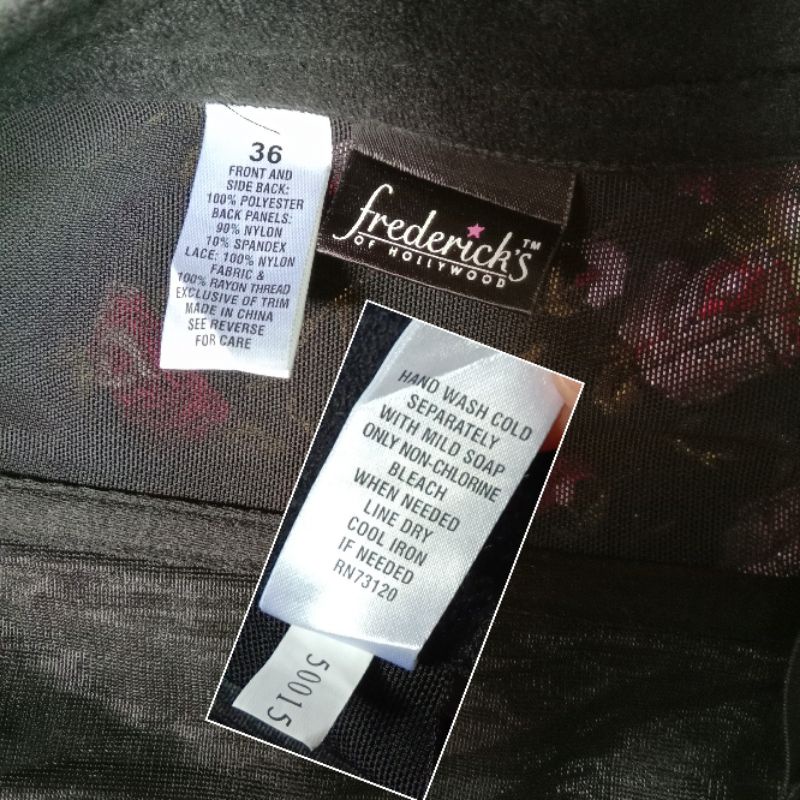 36
FRONT AND
SIDE BACK:
100% POLYESTER
BACK PANELS:
90% NYLON
10% SPANDEX
LACE: 100% NYLON
FABRIC &
100% RAYON THREAD
EXCLUSIVE OF TRIM
MADE IN CHINA
SEE REVERSE
FOR CARE
frederick's™
OF HOLLYWOOD
HAND WASH COLD
SEPARATELY
WITH MILD SOAP
ONLY NON-CHLORINE
BLEACH
WHEN NEEDED
LINE DRY
COOL IRON
IF NEEDED
RN73120
50015